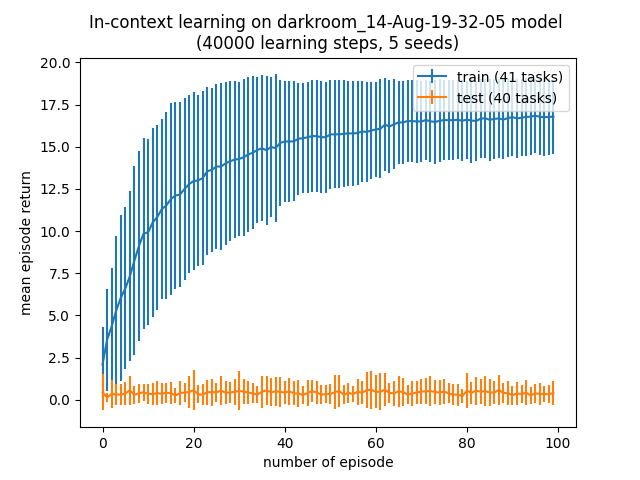 In-context learning on darkroom_14-Aug-19-32-05 model
(40000 learning steps, 5 seeds)
train (41 tasks)
test (40 tasks)
mean episode return
20.0
17.5
15.0
12.5
10.0
7.5
5.0
2.5
0.0
0 20 40 60 80 100
number of episode